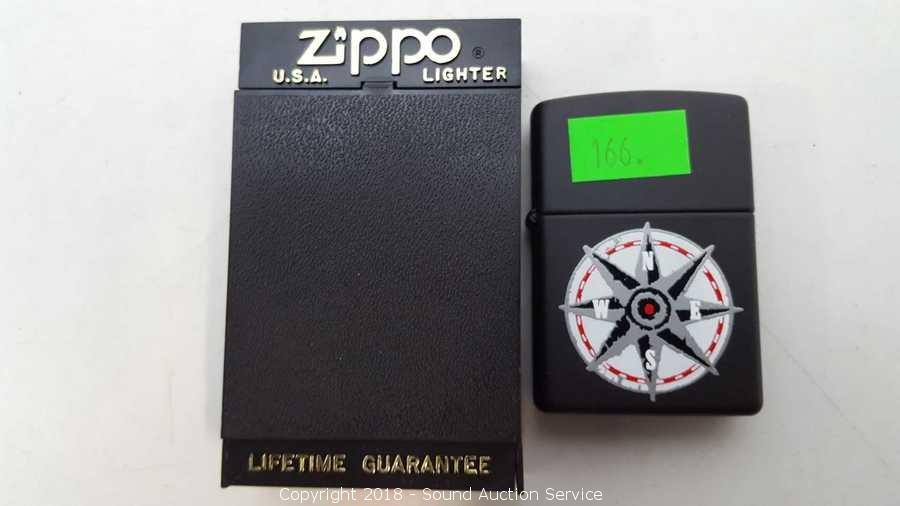 Zippo ®
U.S.A. LIGHTER
LIFETIME GUARANTEE
166.
N
W E
S
Copyright 2018 - Sound Auction Service